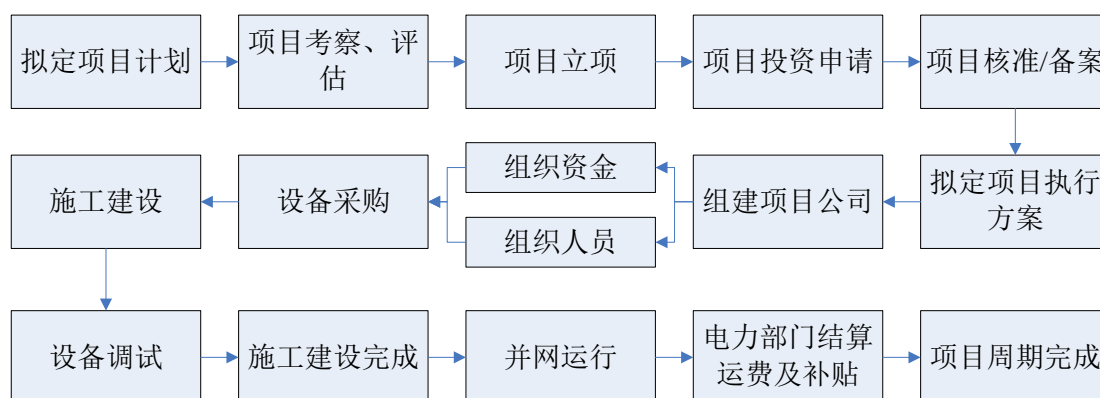 拟定项目计划
项目考察、评
估
项目立项
项目投资申请
项目核准/备案
组织资金
施工建设
设备采购
组建项目公司
拟定项目执行
方案
组织人员
设备调试
施工建设完成
并网运行
电力部门结算
运费及补贴
项目周期完成